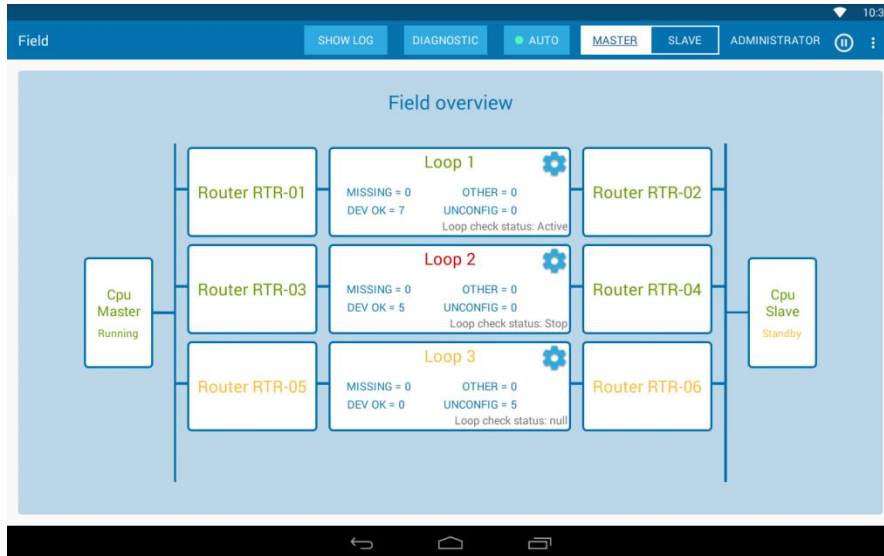 10:3
Field
SHOW LOG
DIAGNOSTIC
AUTO
MASTER
SLAVE
ADMINISTRATOR
Field overview
Router RTR-01
Loop 1
MISSING = 0 OTHER = 0
DEV OK = 7 UNCONFIG = 0
Loop check status: Active
Router RTR-02
Router RTR-03
Loop 2
MISSING = 0 OTHER = 0
DEV OK = 5 UNCONFIG = 0
Loop check status: Stop
Router RTR-04
Cpu
Master
Running
Cpu
Slave
Standby
Router RTR-05
Loop 3
MISSING = 0 OTHER = 0
DEV OK = 0 UNCONFIG = 5
Loop check status: null
Router RTR-06